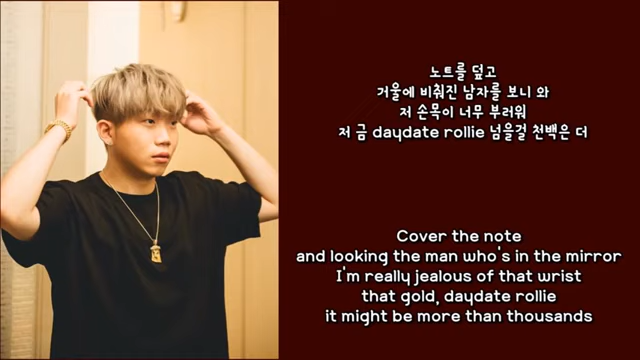 노트를 덮고
거울에 비춰진 남자를 보니 와
저 손목이 너무 부러워
저 금 daydate rollie 넘을걸 천백은 더
Cover the note
and looking the man who's in the mirror
I'm really jealous of that wrist
that gold, daydate rollie
it might be more than thousands